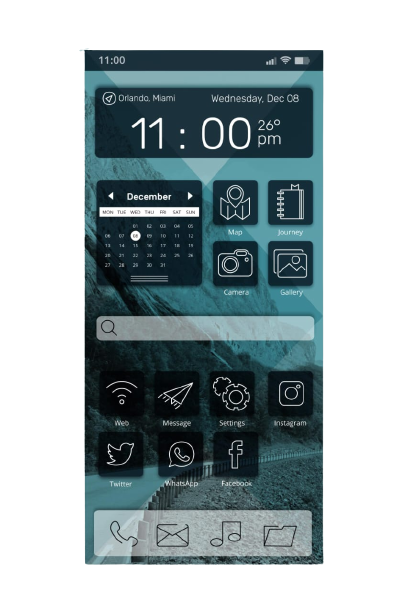 11:00
Orlando, Miami
Wednesday, Dec 08
11 : 00 26° pm
December
MON TUE WED THU FRI SAT SUN
01 02 03 04 05
06 07 08 09 10 11 12
13 14 15 16 17 18 19
20 21 22 23 24 25 26
27 28 29 30 31
Map
Journey
Camera
Gallery
Web
Message
Settings
Instagram
Twitter
WhatsApp
Facebook